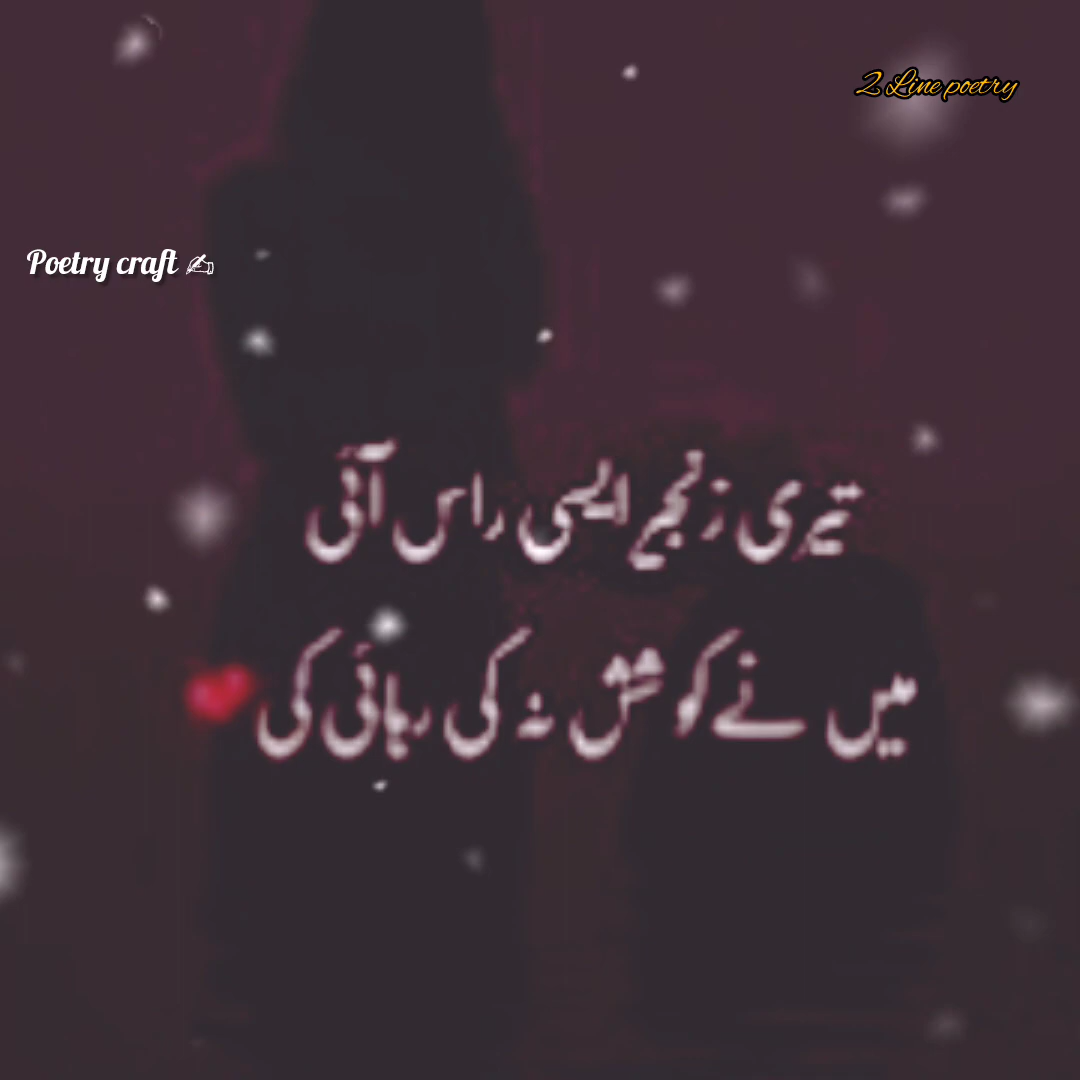 2 Line poetry
Poetry craft ✍
تیری زنجیر ایسی راس آئی
میں نے کوشش نہ کی رہائی کی